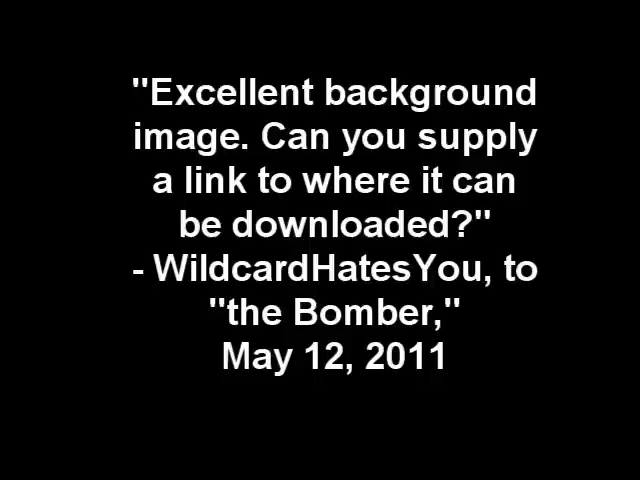 "Excellent background
image. Can you supply
a link to where it can
be downloaded?"
- WildcardHatesYou, to
"the Bomber,"
May 12, 2011